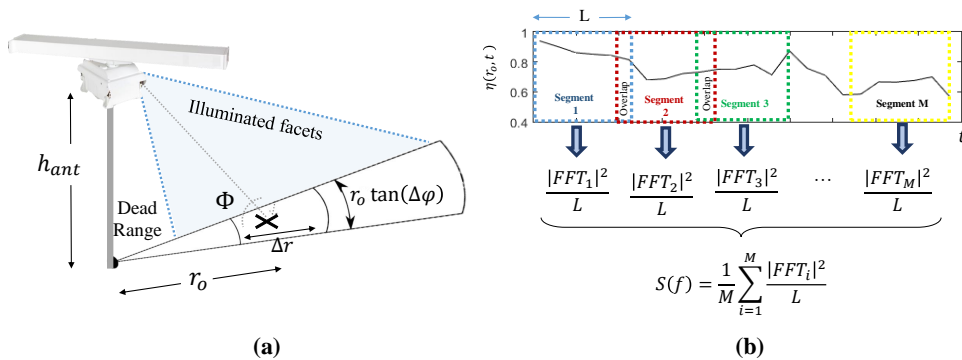 Illuminated facets
h_ant
Dead
Range
Φ
Δr
r_o tan(Δφ)
r_o
(a)
L
η(r_o, t)
1
0.8
0.6
0.4
Segment
1
Overlap
Segment
2
Overlap
Segment 3
Segment M
t
|FFT_1|^2
L
|FFT_2|^2
L
|FFT_3|^2
L
...
|FFT_M|^2
L
S(f) = 1/M ∑_{i=1}^{M} |FFT_i|^2/L
(b)